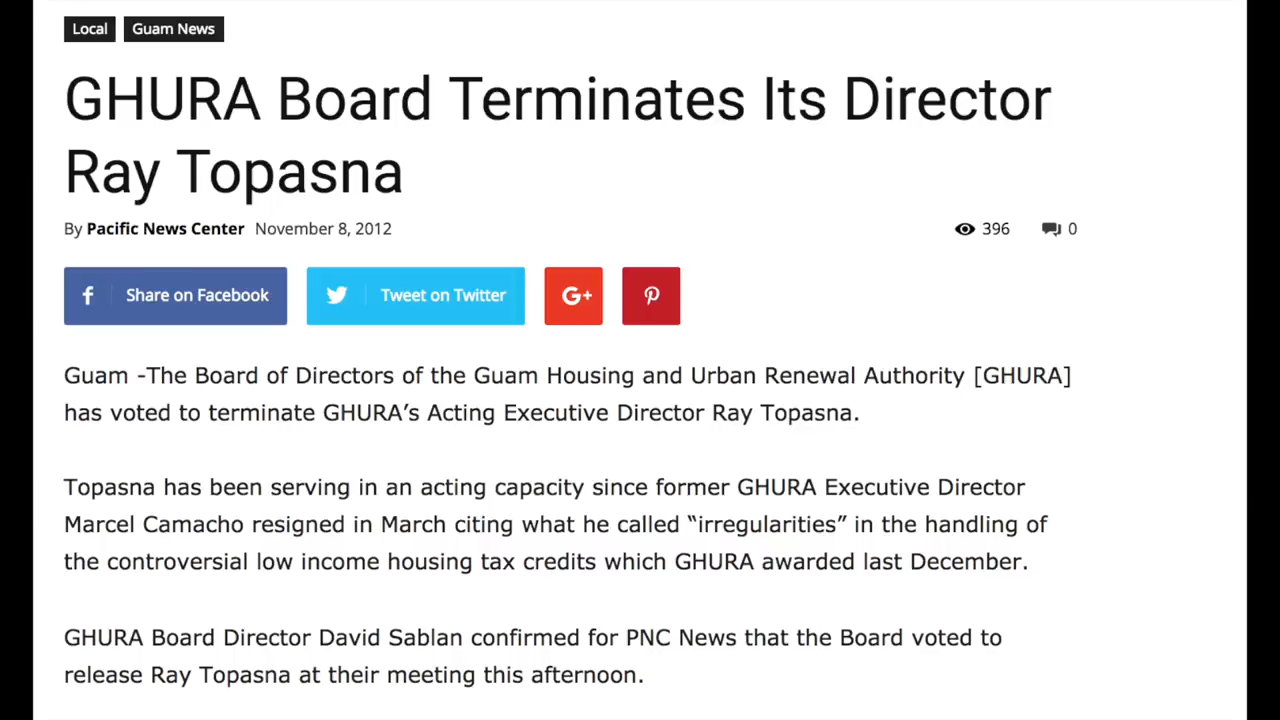 Local Guam News
GHURA Board Terminates Its Director
Ray Topasna
By Pacific News Center November 8, 2012 396 0
f Share on Facebook Tweet on Twitter G+
Guam -The Board of Directors of the Guam Housing and Urban Renewal Authority [GHURA]
has voted to terminate GHURA’s Acting Executive Director Ray Topasna.
Topasna has been serving in an acting capacity since former GHURA Executive Director
Marcel Camacho resigned in March citing what he called “irregularities” in the handling of
the controversial low income housing tax credits which GHURA awarded last December.
GHURA Board Director David Sablan confirmed for PNC News that the Board voted to
release Ray Topasna at their meeting this afternoon.